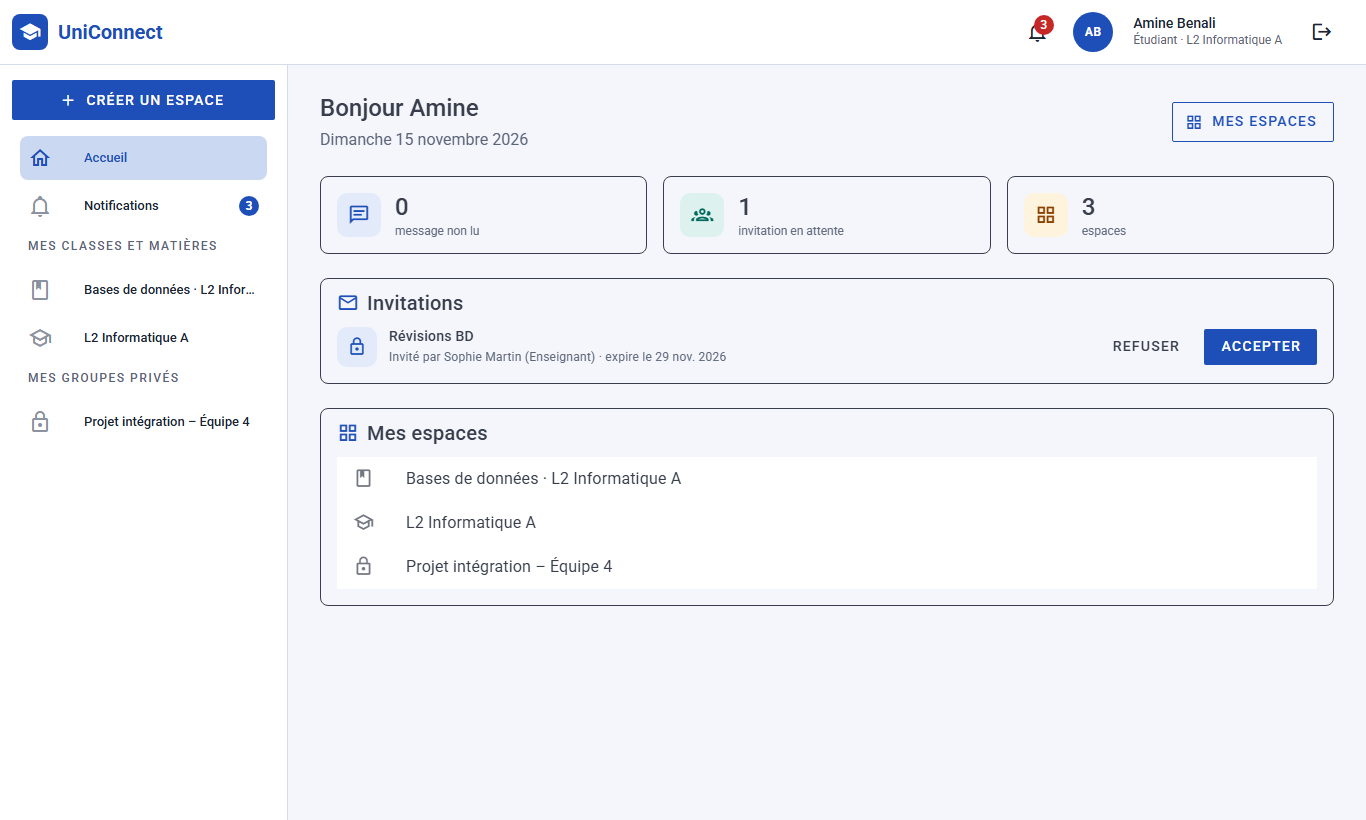 UniConnect
3
AB
Amine Benali
Étudiant · L2 Informatique A
CRÉER UN ESPACE
Accueil
Notifications
3
MES CLASSES ET MATIÈRES
Bases de données · L2 Infor…
L2 Informatique A
MES GROUPES PRIVÉS
Projet intégration – Équipe 4
Bonjour Amine
Dimanche 15 novembre 2026
MES ESPACES
0
message non lu
1
invitation en attente
3
espaces
Invitations
Révisions BD
Invité par Sophie Martin (Enseignant) · expire le 29 nov. 2026
REFUSER
ACCEPTER
Mes espaces
Bases de données · L2 Informatique A
L2 Informatique A
Projet intégration – Équipe 4